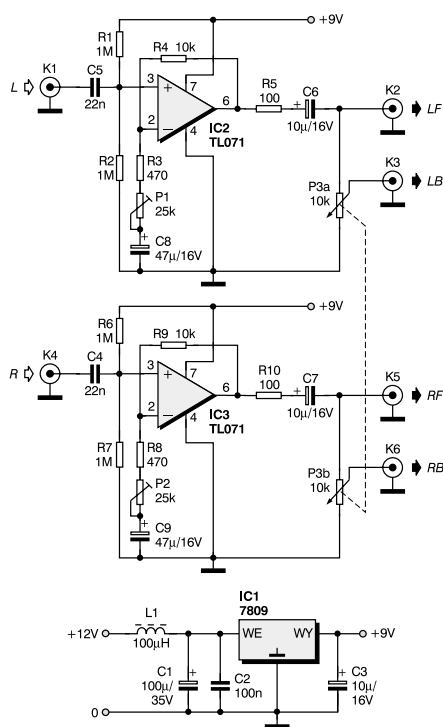 +9V
R1
1M
R4 10k
K1
C5
L
22n
3
7
6
2
4
IC2
TL071
R5
100
C6
+
10µ/16V
K2
LF
K3
LB
R2
1M
R3
470
P1
25k
P3a
10k
+
C8
47µ/16V
+9V
R6
1M
R9 10k
K4
C4
R
22n
3
7
6
2
4
IC3
TL071
R10
100
C7
+
10µ/16V
K5
RF
K6
RB
R7
1M
R8
470
P2
25k
P3b
10k
+
C9
47µ/16V
IC1
7809
L1
+12V
100µH
WE
WY
+9V
C1
100µ/
35V
+
C2
100n
+
C3
10µ/
16V
0